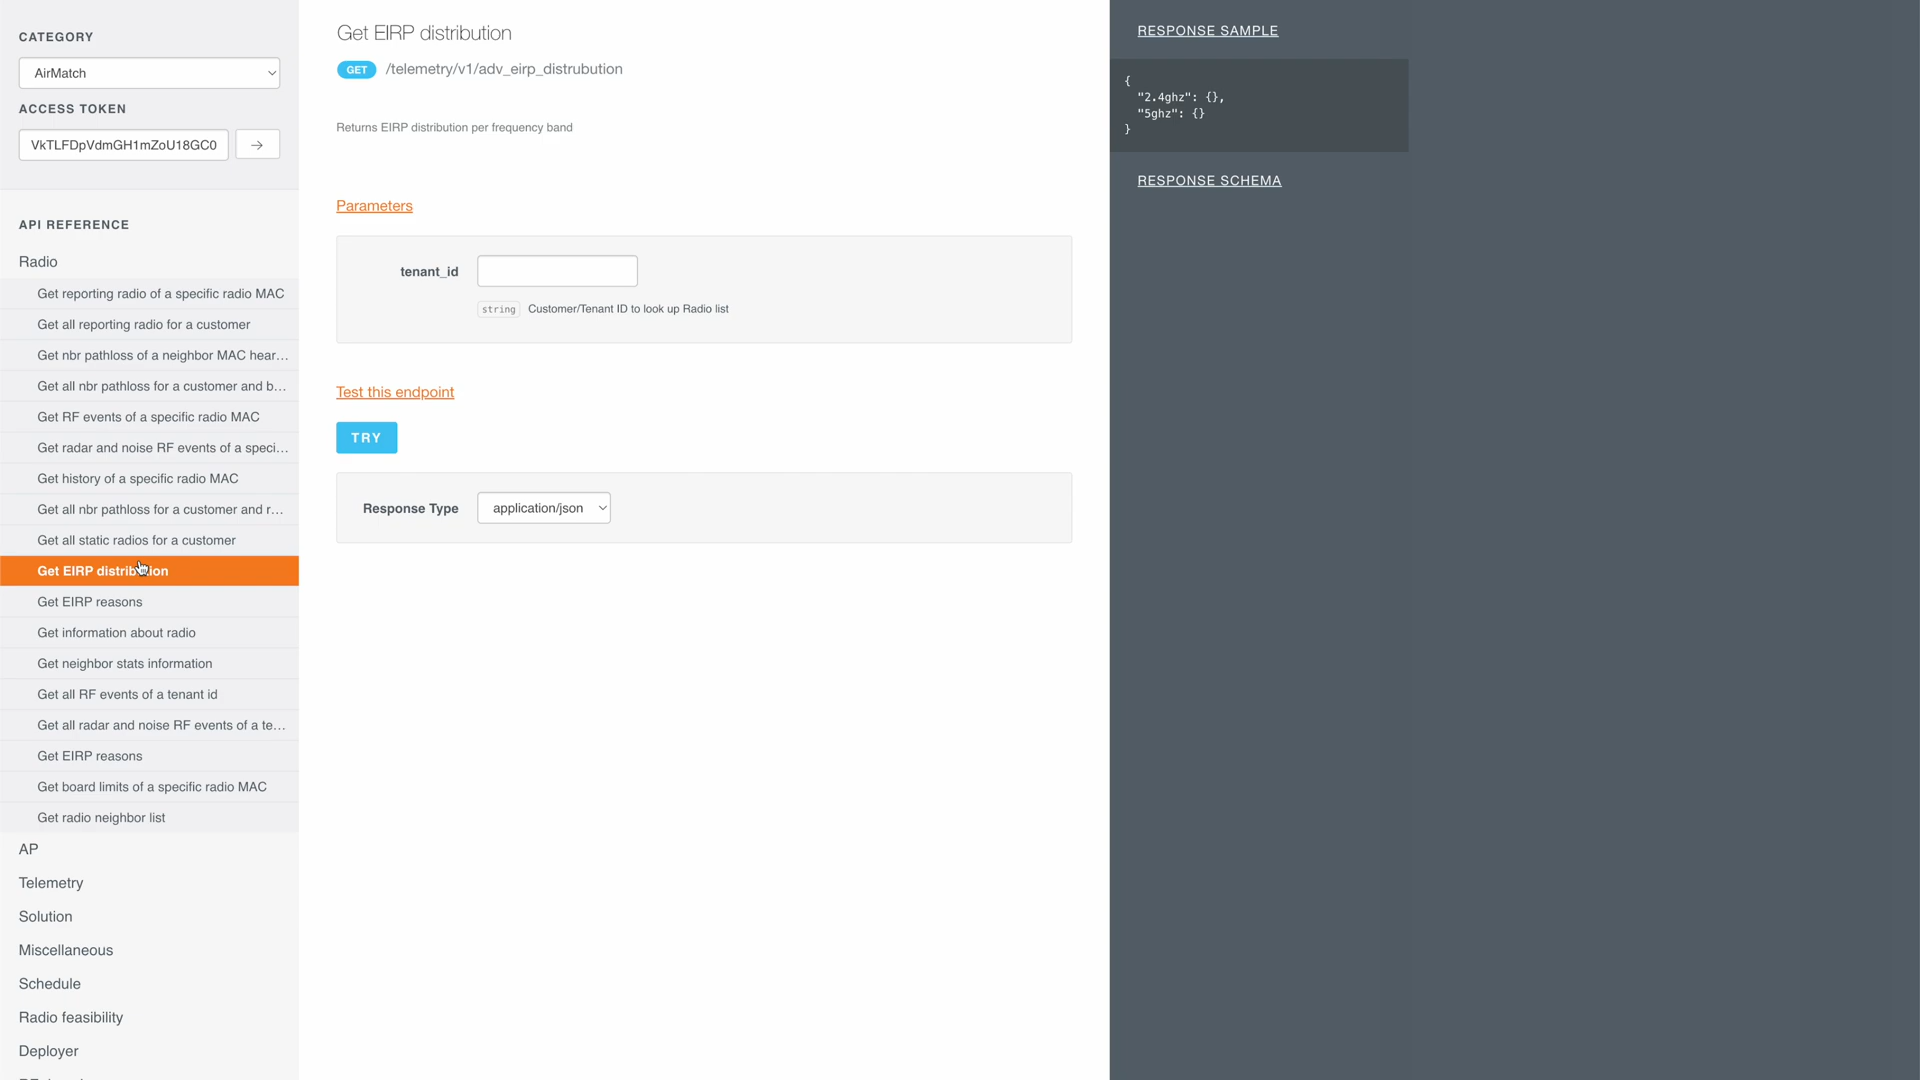 CATEGORY
AirMatch
ACCESS TOKEN
VkTLFDpVdmGH1mZoU18GC0
API REFERENCE
Radio
Get reporting radio of a specific radio MAC
Get all reporting radio for a customer
Get nbr pathloss of a neighbor MAC hear...
Get all nbr pathloss for a customer and b...
Get RF events of a specific radio MAC
Get radar and noise RF events of a speci...
Get history of a specific radio MAC
Get all nbr pathloss for a customer and r...
Get all static radios for a customer
Get EIRP distribution
Get EIRP reasons
Get information about radio
Get neighbor stats information
Get all RF events of a tenant id
Get all radar and noise RF events of a te...
Get EIRP reasons
Get board limits of a specific radio MAC
Get radio neighbor list
AP
Telemetry
Solution
Miscellaneous
Schedule
Radio feasibility
Deployer
Get EIRP distribution
GET /telemetry/v1/adv_eirp_distrubution
Returns EIRP distribution per frequency band
Parameters
tenant_id
string Customer/Tenant ID to look up Radio list
Test this endpoint
TRY
Response Type application/json
RESPONSE SAMPLE
{
"2.4ghz": {},
"5ghz": {}
}
RESPONSE SCHEMA